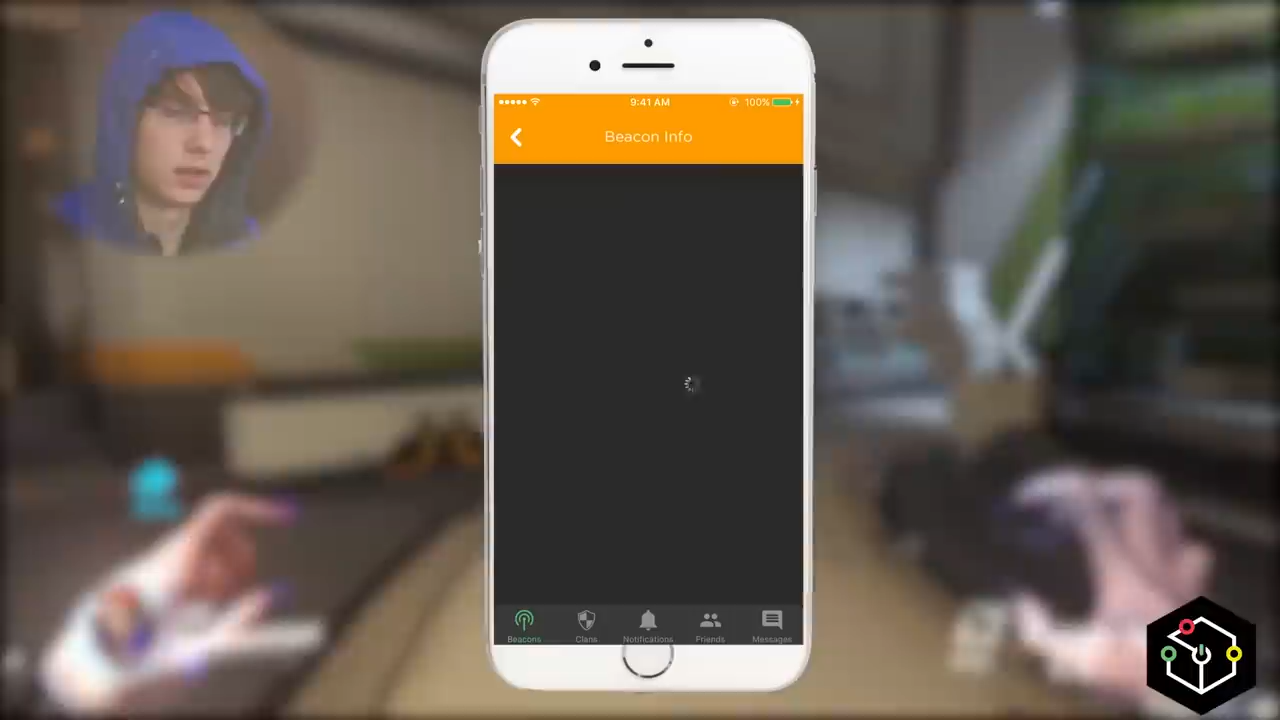 9:41 AM
100%
Beacon Info
Beacons
Clans
Notifications
Friends
Messages